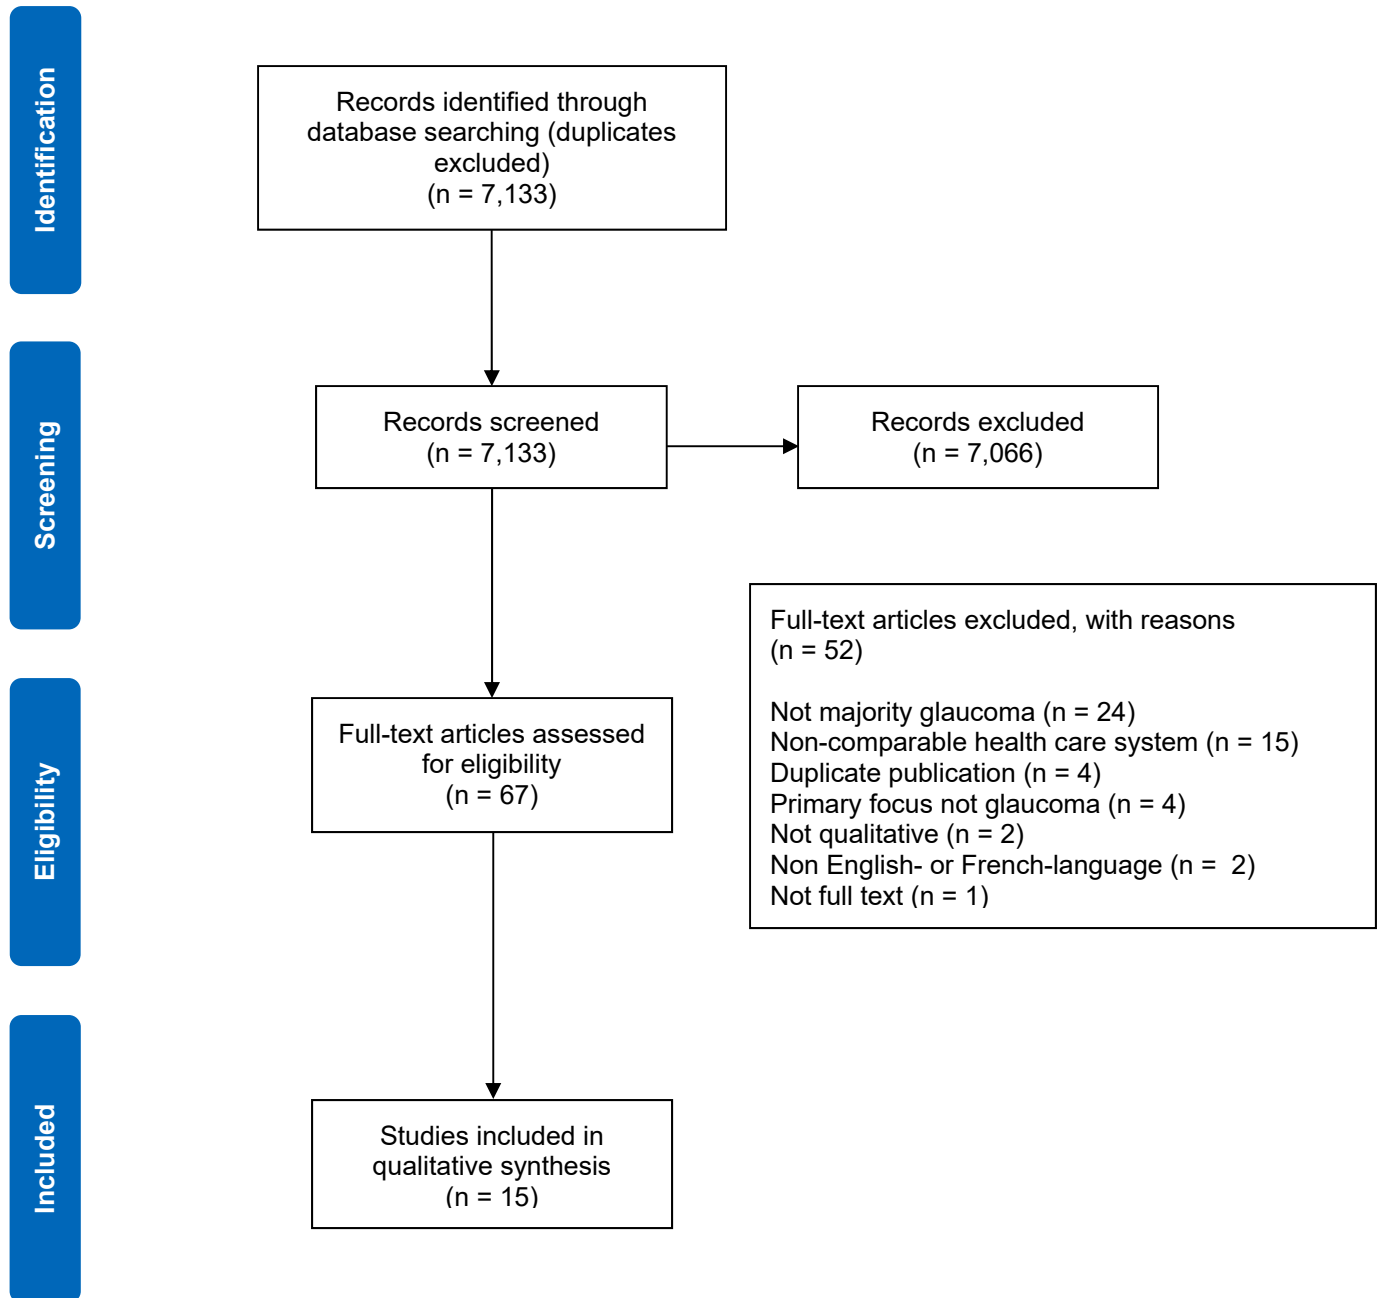 Identification
Records identified through
database searching (duplicates
excluded)
(n = 7,133)
Screening
Records screened
(n = 7,133)
Records excluded
(n = 7,066)
Eligibility
Full-text articles assessed
for eligibility
(n = 67)
Full-text articles excluded, with reasons
(n = 52)
Not majority glaucoma (n = 24)
Non-comparable health care system (n = 15)
Duplicate publication (n = 4)
Primary focus not glaucoma (n = 4)
Not qualitative (n = 2)
Non English- or French-language (n =  2)
Not full text (n = 1)
Included
Studies included in
qualitative synthesis
(n = 15)